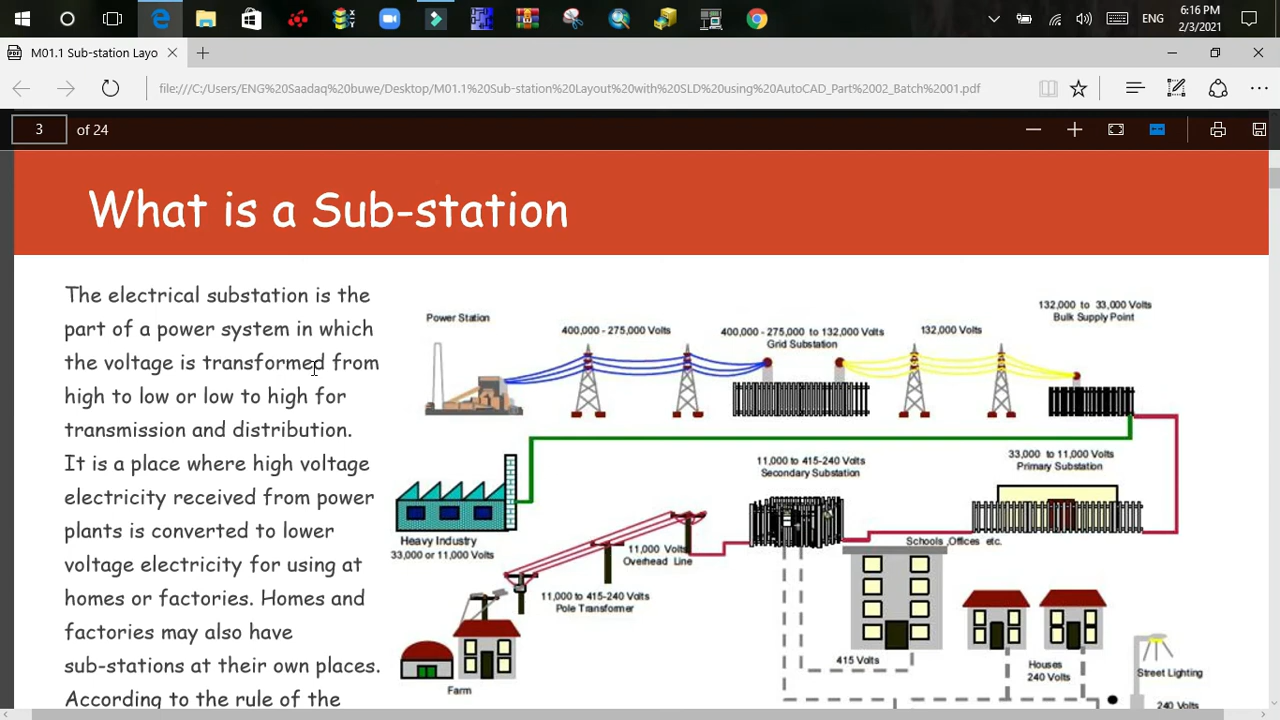 ENG
6:16 PM
2/3/2021
M01.1 Sub-station Layo
file:///C:/Users/ENG%20Saadaq%20buwe/Desktop/M01.1%20Sub-station%20Layout%20with%20SLD%20using%20AutoCAD_Part%2002_Batch%2001.pdf
3 of 24
What is a Sub-station
The electrical substation is the
part of a power system in which
the voltage is transformed from
high to low or low to high for
transmission and distribution.
It is a place where high voltage
electricity received from power
plants is converted to lower
voltage electricity for using at
homes or factories. Homes and
factories may also have
sub-stations at their own places.
According to the rule of the
Power Station
400,000 - 275,000 Volts
400,000 - 275,000 to 132,000 Volts
Grid Substation
132,000 Volts
132,000 to 33,000 Volts
Bulk Supply Point
33,000 to 11,000 Volts
Primary Substation
11,000 to 415-240 Volts
Secondary Substation
Heavy Industry
33,000 or 11,000 Volts
11,000 Volts
Overhead Line
11,000 to 415-240 Volts
Pole Transformer
Schools ,Offices etc.
Farm
415 Volts
Houses
240 Volts
Street Lighting
240 Volts